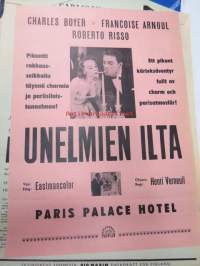 CHARLES BOYER - FRANCOISE ARNOUL
ROBERTO RISSO
Pikantti
rakkaus-
seikkailu
täynnä charmia
ja pariisilais-
tunnelmaa!
Ett pikant
kärleksäventyr
fullt av
charm och
parisatmosfär!
UNELMIEN ILTA
Eastmancolor
Henri Verneuil
PARIS PALACE HOTEL